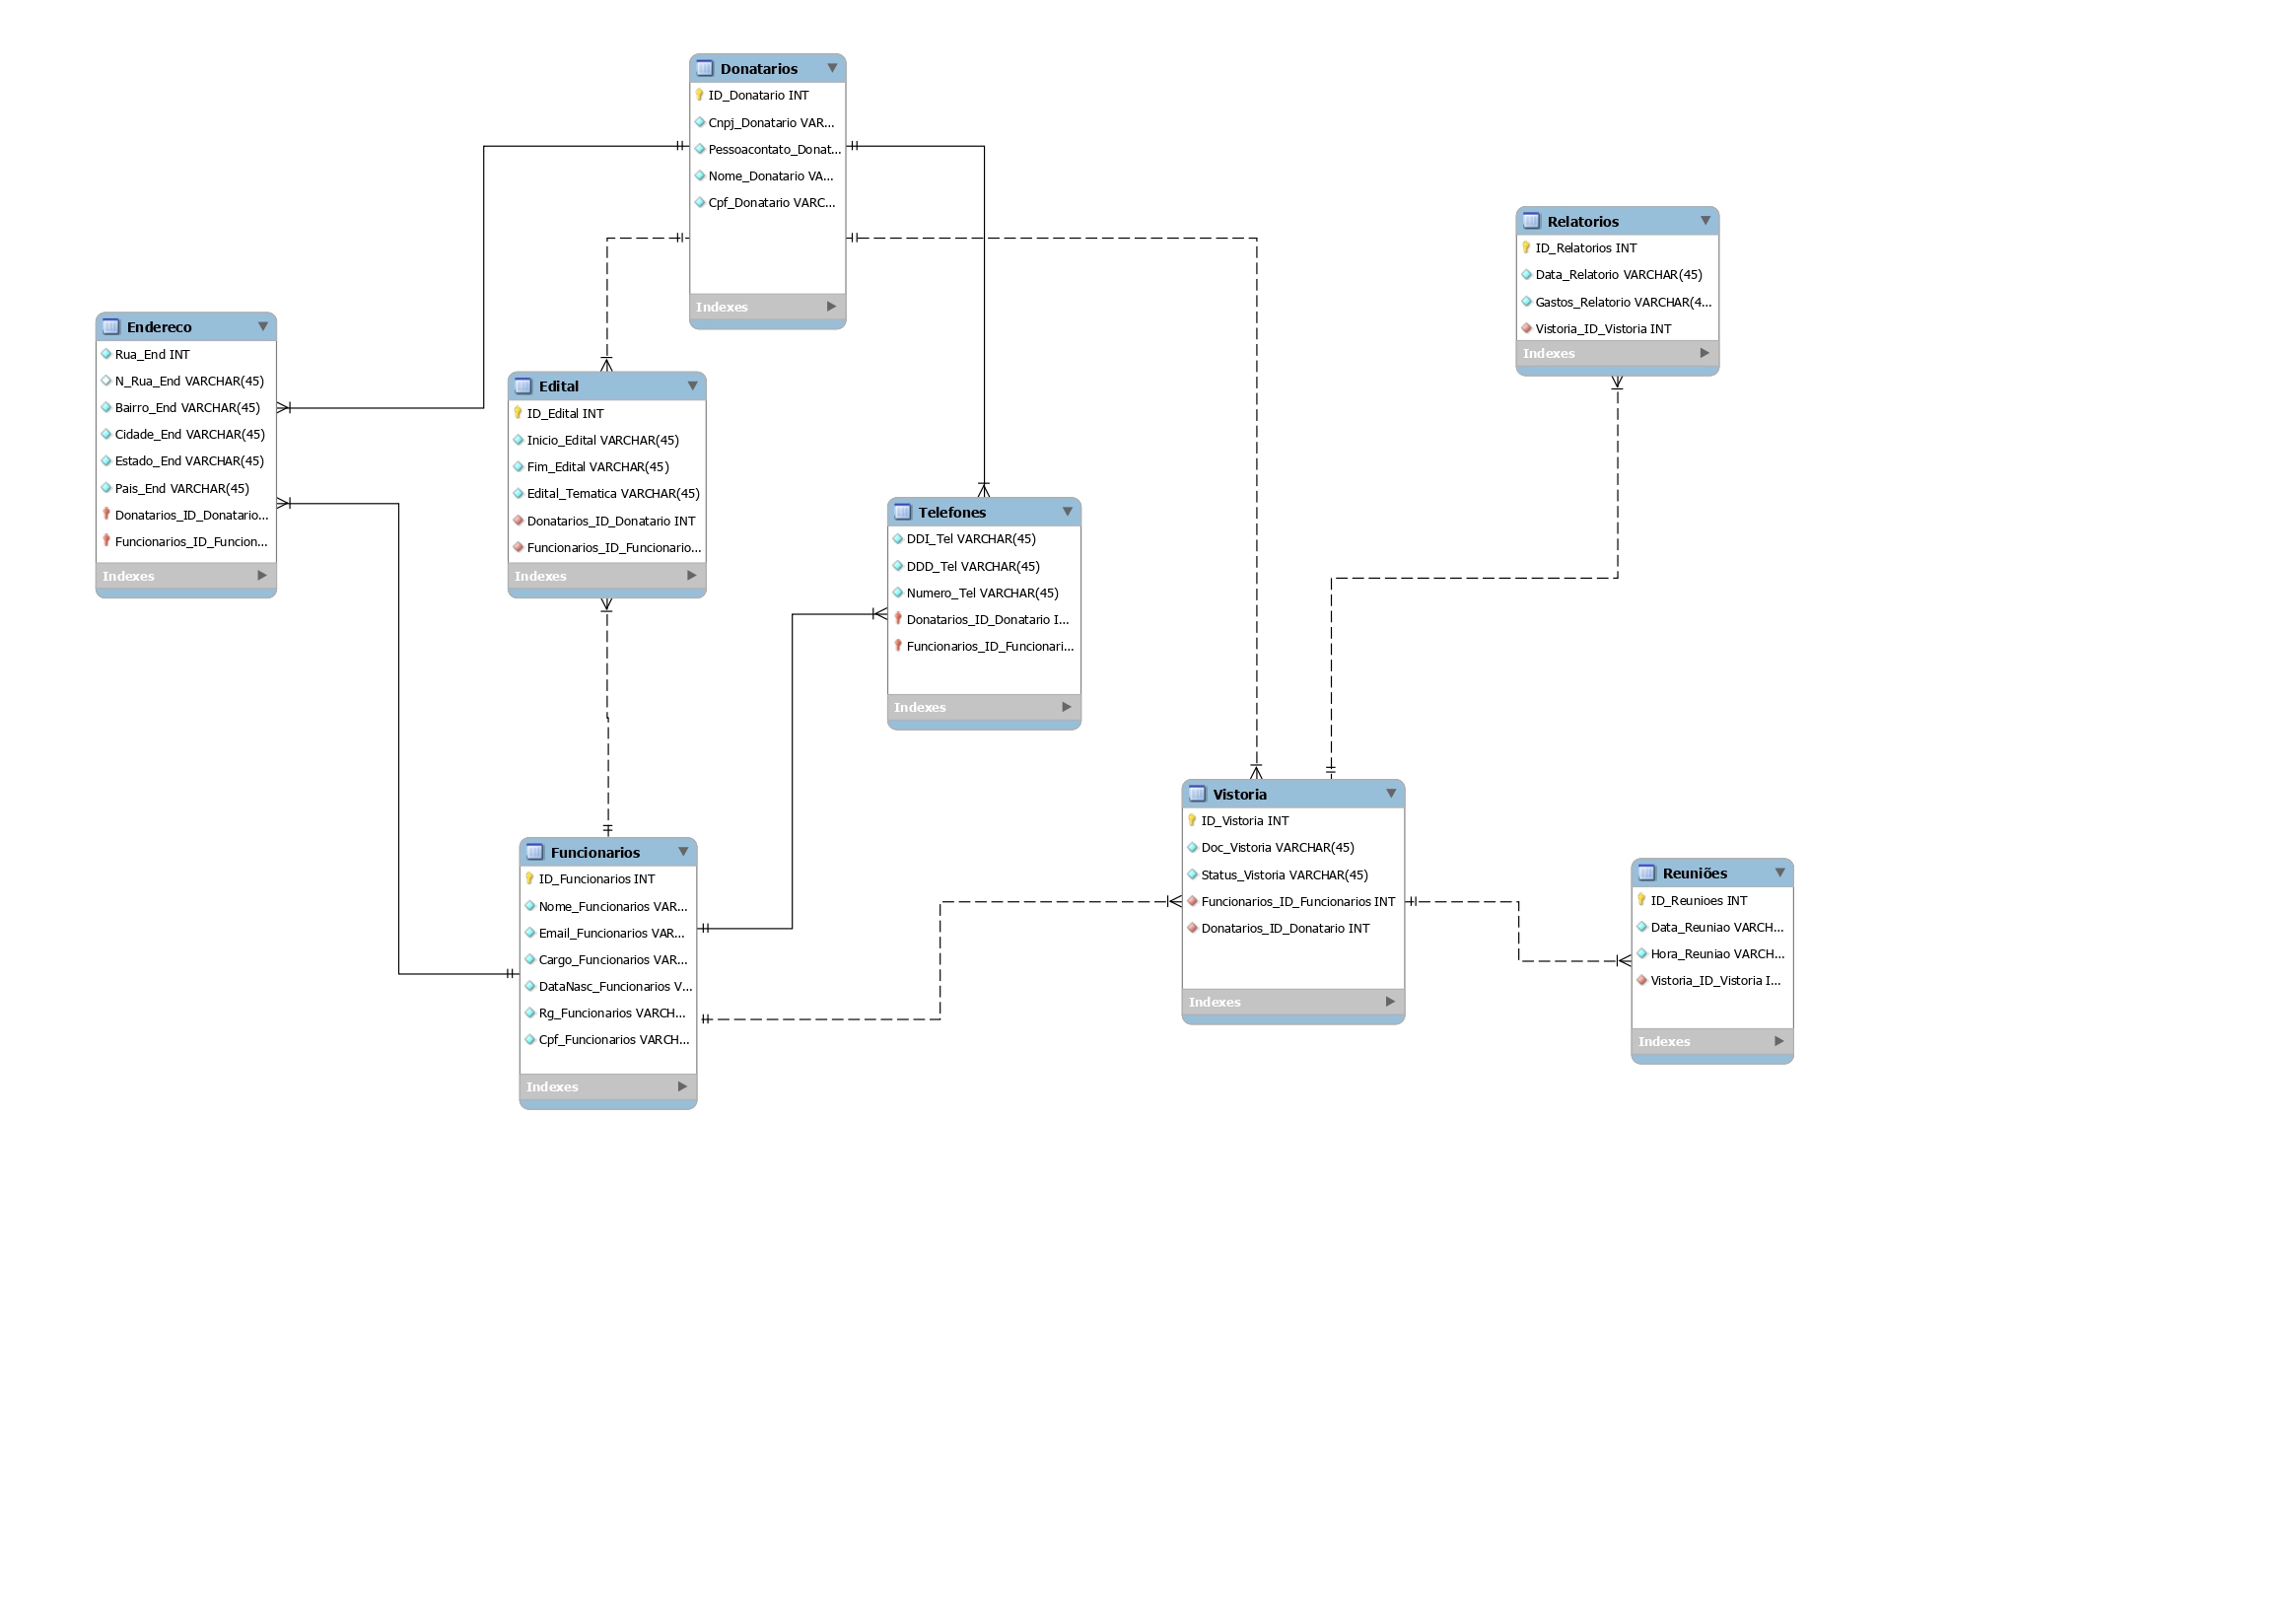 Donatarios
ID_Donatario INT
Cnpj_Donatario VAR...
Pessoacontato_Donat...
Nome_Donatario VA...
Cpf_Donatario VARC...
Indexes
Relatorios
ID_Relatorios INT
Data_Relatorio VARCHAR(45)
Gastos_Relatorio VARCHAR(4...
Vistoria_ID_Vistoria INT
Indexes
Endereco
Rua_End INT
N_Rua_End VARCHAR(45)
Bairro_End VARCHAR(45)
Cidade_End VARCHAR(45)
Estado_End VARCHAR(45)
Pais_End VARCHAR(45)
Donatarios_ID_Donatario...
Funcionarios_ID_Funcion...
Indexes
Edital
ID_Edital INT
Inicio_Edital VARCHAR(45)
Fim_Edital VARCHAR(45)
Edital_Tematica VARCHAR(45)
Donatarios_ID_Donatario INT
Funcionarios_ID_Funcionario...
Indexes
Telefones
DDI_Tel VARCHAR(45)
DDD_Tel VARCHAR(45)
Numero_Tel VARCHAR(45)
Donatarios_ID_Donatario I...
Funcionarios_ID_Funcionari...
Indexes
Funcionarios
ID_Funcionarios INT
Nome_Funcionarios VAR...
Email_Funcionarios VAR...
Cargo_Funcionarios VAR...
DataNasc_Funcionarios V...
Rg_Funcionarios VARCH...
Cpf_Funcionarios VARCH...
Indexes
Vistoria
ID_Vistoria INT
Doc_Vistoria VARCHAR(45)
Status_Vistoria VARCHAR(45)
Funcionarios_ID_Funcionarios INT
Donatarios_ID_Donatario INT
Indexes
Reuniões
ID_Reunioes INT
Data_Reuniao VARCH...
Hora_Reuniao VARCH...
Vistoria_ID_Vistoria I...
Indexes